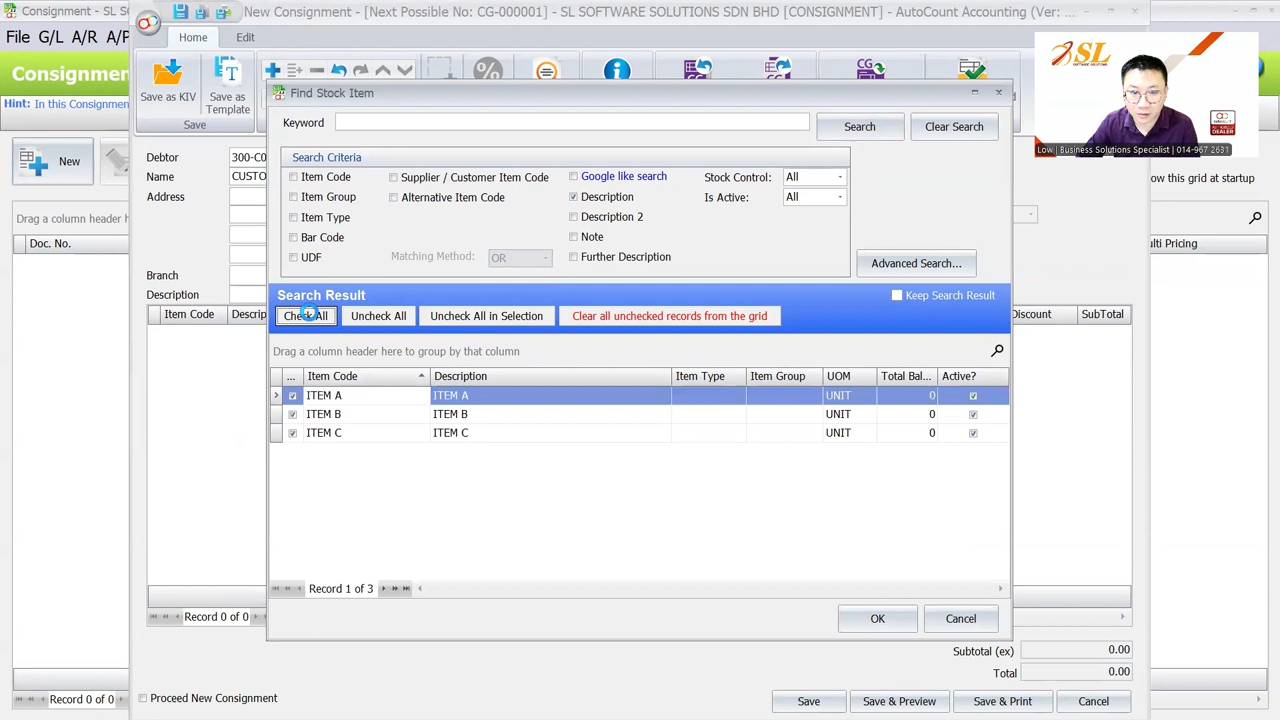 Consignment - SL S
New Consignment - [Next Possible No: CG-000001] - SL SOFTWARE SOLUTIONS SDN BHD [CONSIGNMENT] - AutoCount Accounting (Ver: ...
File G/L A/R A/P
Home Edit
Consignment
Hint: In this Consignmen
Save as KIV
Save as Template
Save
New
SL
SOFTWARE SOLUTIONS
DEALER
Low | Business Solutions Specialist | 014-967 2631
ow this grid at startup
Find Stock Item
Keyword
Search
Clear Search
Search Criteria
Item Code
Supplier / Customer Item Code
Google like search
Stock Control: All
Item Group
Alternative Item Code
Description
Is Active: All
Item Type
Description 2
Bar Code
Note
UDF
Matching Method: OR
Further Description
Advanced Search...
Debtor 300-C0
Name CUSTO
Address
Branch
Description
Drag a column header h
Doc. No.
ulti Pricing
Search Result
Keep Search Result
Check All
Uncheck All
Uncheck All in Selection
Clear all unchecked records from the grid
Item Code Descrip
Discount SubTotal
Drag a column header here to group by that column
... Item Code Description Item Type Item Group UOM Total Bal... Active?
ITEM A ITEM A UNIT 0
ITEM B ITEM B UNIT 0
ITEM C ITEM C UNIT 0
Record 1 of 3
Record 0 of 0
OK
Cancel
Subtotal (ex) 0.00
Total 0.00
Record 0 of 0
Proceed New Consignment
Save
Save & Preview
Save & Print
Cancel